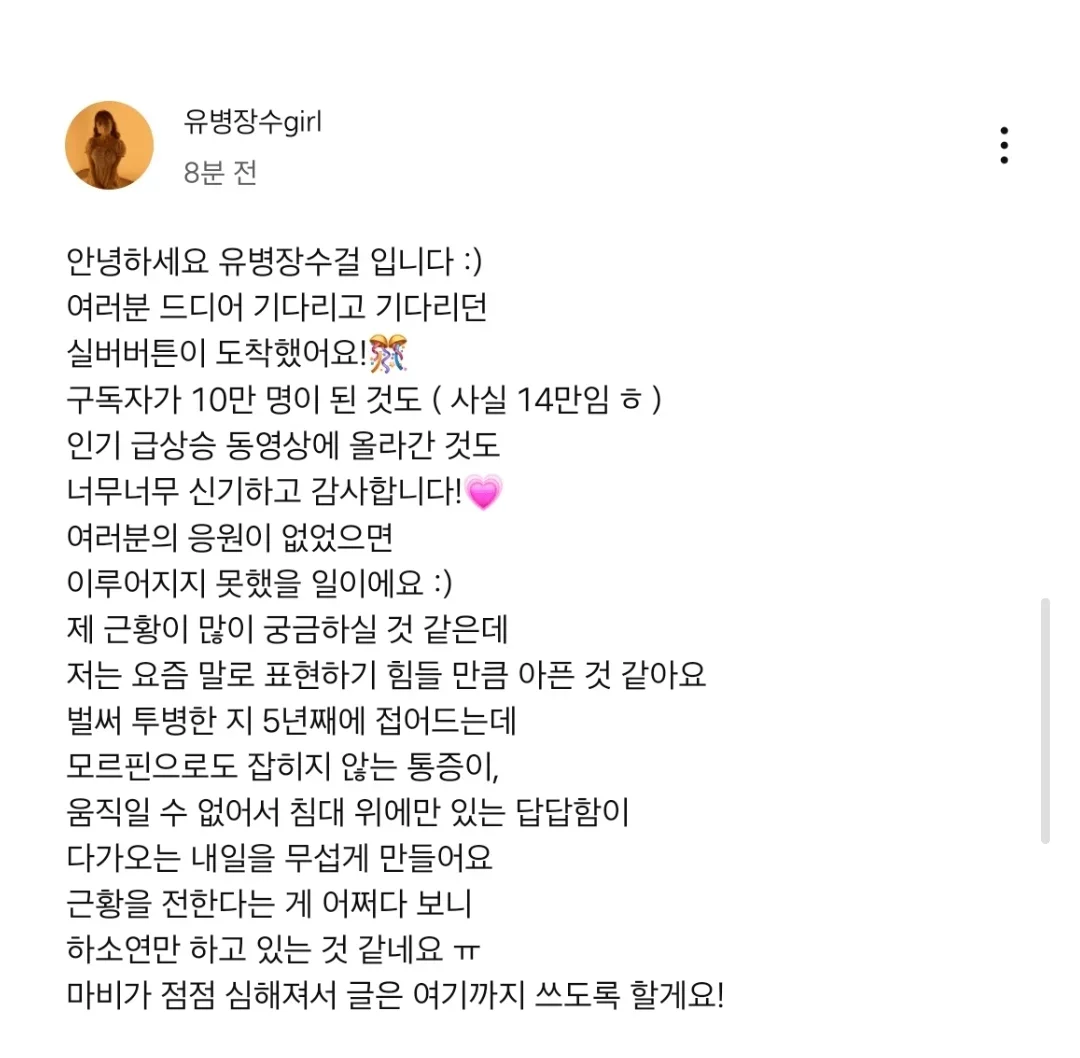 유병장수girl
8분 전
안녕하세요 유병장수걸 입니다 :)
여러분 드디어 기다리고 기다리던
실버버튼이 도착했어요!🎊
구독자가 10만 명이 된 것도 ( 사실 14만임 ㅎ )
인기 급상승 동영상에 올라간 것도
너무너무 신기하고 감사합니다!💗
여러분의 응원이 없었으면
이루어지지 못했을 일이에요 :)
제 근황이 많이 궁금하실 것 같은데
저는 요즘 말로 표현하기 힘들 만큼 아픈 것 같아요
벌써 투병한 지 5년째에 접어드는데
모르핀으로도 잡히지 않는 통증이,
움직일 수 없어서 침대 위에만 있는 답답함이
다가오는 내일을 무섭게 만들어요
근황을 전한다는 게 어쩌다 보니
하소연만 하고 있는 것 같네요 ㅠ
마비가 점점 심해져서 글은 여기까지 쓰도록 할게요!